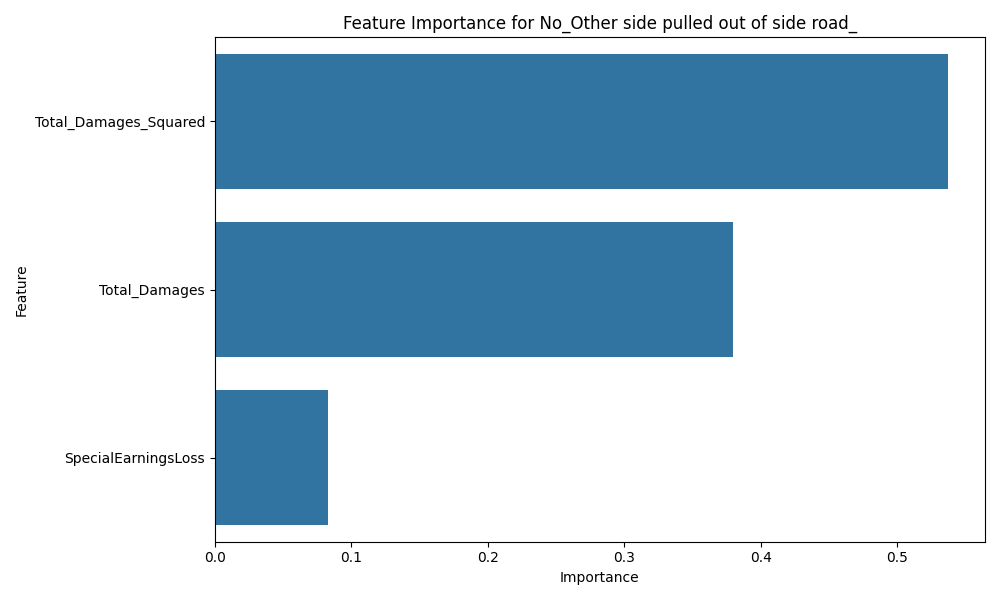 Feature Importance for No_Other side pulled out of side road_
Feature
Total_Damages_Squared
Total_Damages
SpecialEarningsLoss
0.0 0.1 0.2 0.3 0.4 0.5
Importance